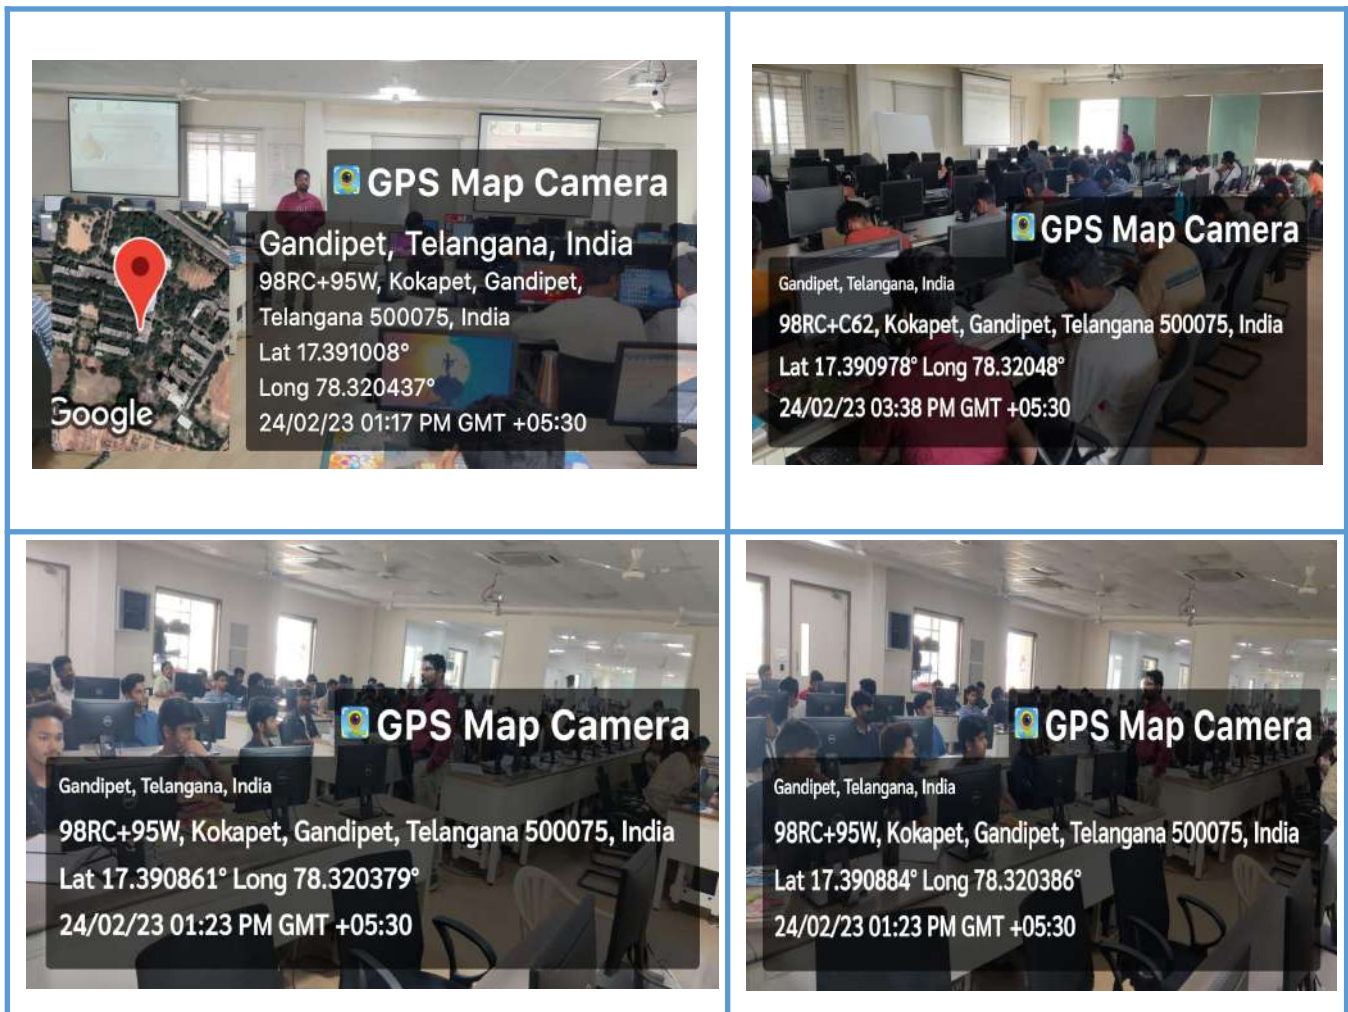 GPS Map Camera
Gandipet, Telangana, India
98RC+95W, Kokapet, Gandipet,
Telangana 500075, India
Lat 17.391008°
Long 78.320437°
24/02/23 01:17 PM GMT +05:30
Google
GPS Map Camera
Gandipet, Telangana, India
98RC+C62, Kokapet, Gandipet, Telangana 500075, India
Lat 17.390978° Long 78.32048°
24/02/23 03:38 PM GMT +05:30
GPS Map Camera
Gandipet, Telangana, India
98RC+95W, Kokapet, Gandipet, Telangana 500075, India
Lat 17.390861° Long 78.320379°
24/02/23 01:23 PM GMT +05:30
GPS Map Camera
Gandipet, Telangana, India
98RC+95W, Kokapet, Gandipet, Telangana 500075, India
Lat 17.390884° Long 78.320386°
24/02/23 01:23 PM GMT +05:30